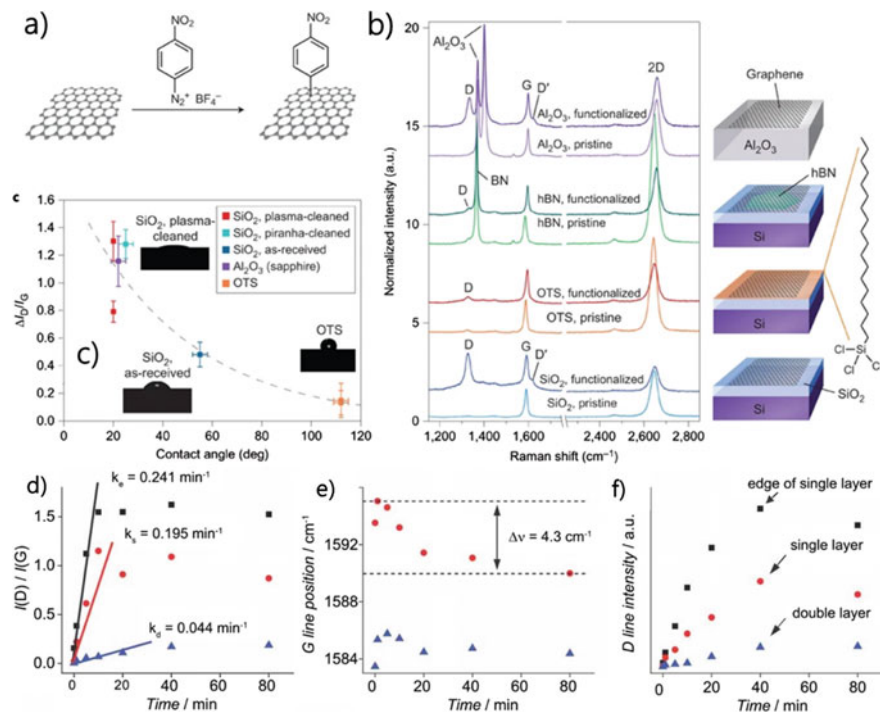 a)
NO₂
N₂⁺ BF₄⁻
NO₂
b)
Normalized intensity (a.u.)
20
15
10
5
0
Al₂O₃
D
G
D'
2D
Al₂O₃, functionalized
Al₂O₃, pristine
BN
D
hBN, functionalized
hBN, pristine
D
OTS, functionalized
OTS, pristine
D
G
D'
SiO₂, functionalized
SiO₂, pristine
1,200
1,400
1,600
2,400
2,600
2,800
Raman shift (cm⁻¹)
Graphene
Al₂O₃
hBN
Si
Si
Si
SiO₂
Cl
Si
Cl
Cl
c
c)
ΔI_D/I_G
1.6
1.4
1.2
1.0
0.8
0.6
0.4
0.2
0.0
SiO₂, plasma-
cleaned
SiO₂, plasma-cleaned
SiO₂, piranha-cleaned
SiO₂, as-received
Al₂O₃ (sapphire)
OTS
OTS
SiO₂,
as-received
0
20
40
60
80
100
120
Contact angle (deg)
d)
kₑ = 0.241 min⁻¹
kₛ = 0.195 min⁻¹
k_d = 0.044 min⁻¹
I(D) / I(G)
1.5
1.0
0.5
0.0
0
20
40
60
80
Time / min
e)
G line position / cm⁻¹
1592
1590
1588
1584
Δν = 4.3 cm⁻¹
0
20
40
60
80
Time / min
f)
D line intensity / a.u.
edge of single layer
single layer
double layer
0
20
40
60
80
Time / min